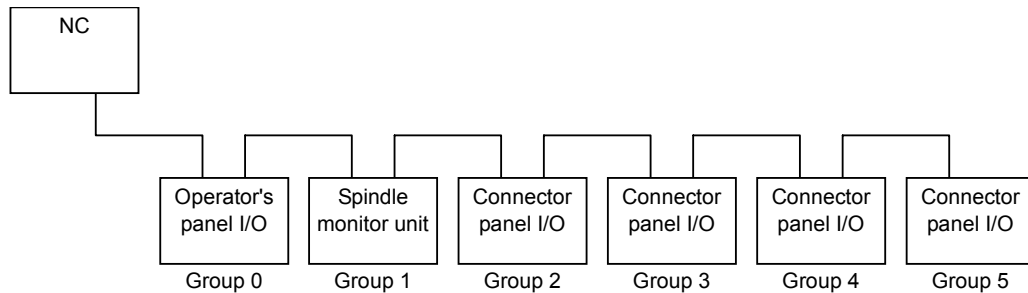 NC
Operator's
panel I/O
Spindle
monitor unit
Connector
panel I/O
Connector
panel I/O
Connector
panel I/O
Connector
panel I/O
Group 0
Group 1
Group 2
Group 3
Group 4
Group 5